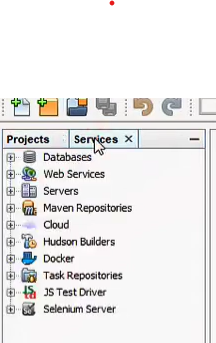 Projects Services
Databases
Web Services
Servers
Maven Repositories
Cloud
Hudson Builders
Docker
Task Repositories
JS Test Driver
Selenium Server